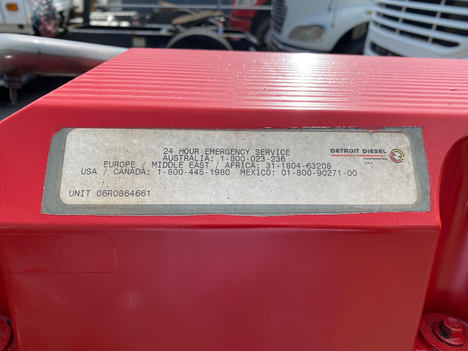 24 HOUR EMERGENCY SERVICE
AUSTRALIA: 1-800-023-236
EUROPE / MIDDLE EAST / AFRICA: 31-1804-63208
USA / CANADA: 1-800-445-1980 MEXICO: 01-800-90271-00
UNIT 06R0864661
DETROIT DIESEL
CORPORATION
U.S.A.